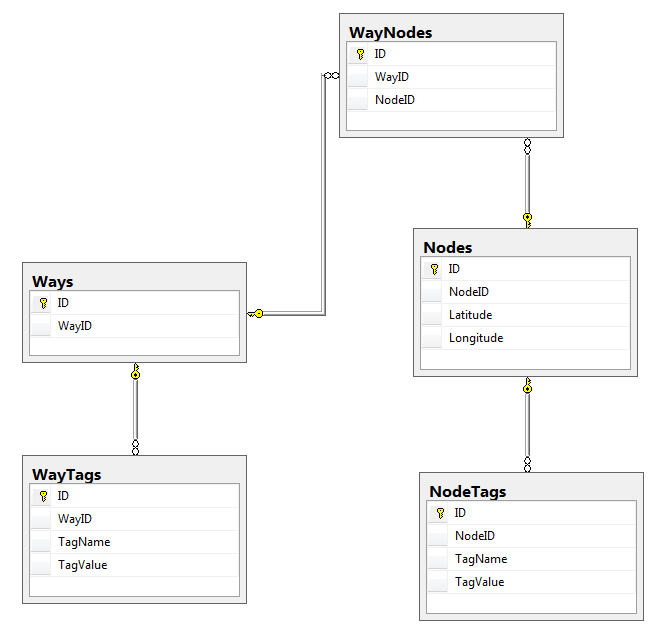 WayNodes
ID
WayID
NodeID
Nodes
ID
NodeID
Latitude
Longitude
Ways
ID
WayID
WayTags
ID
WayID
TagName
TagValue
NodeTags
ID
NodeID
TagName
TagValue